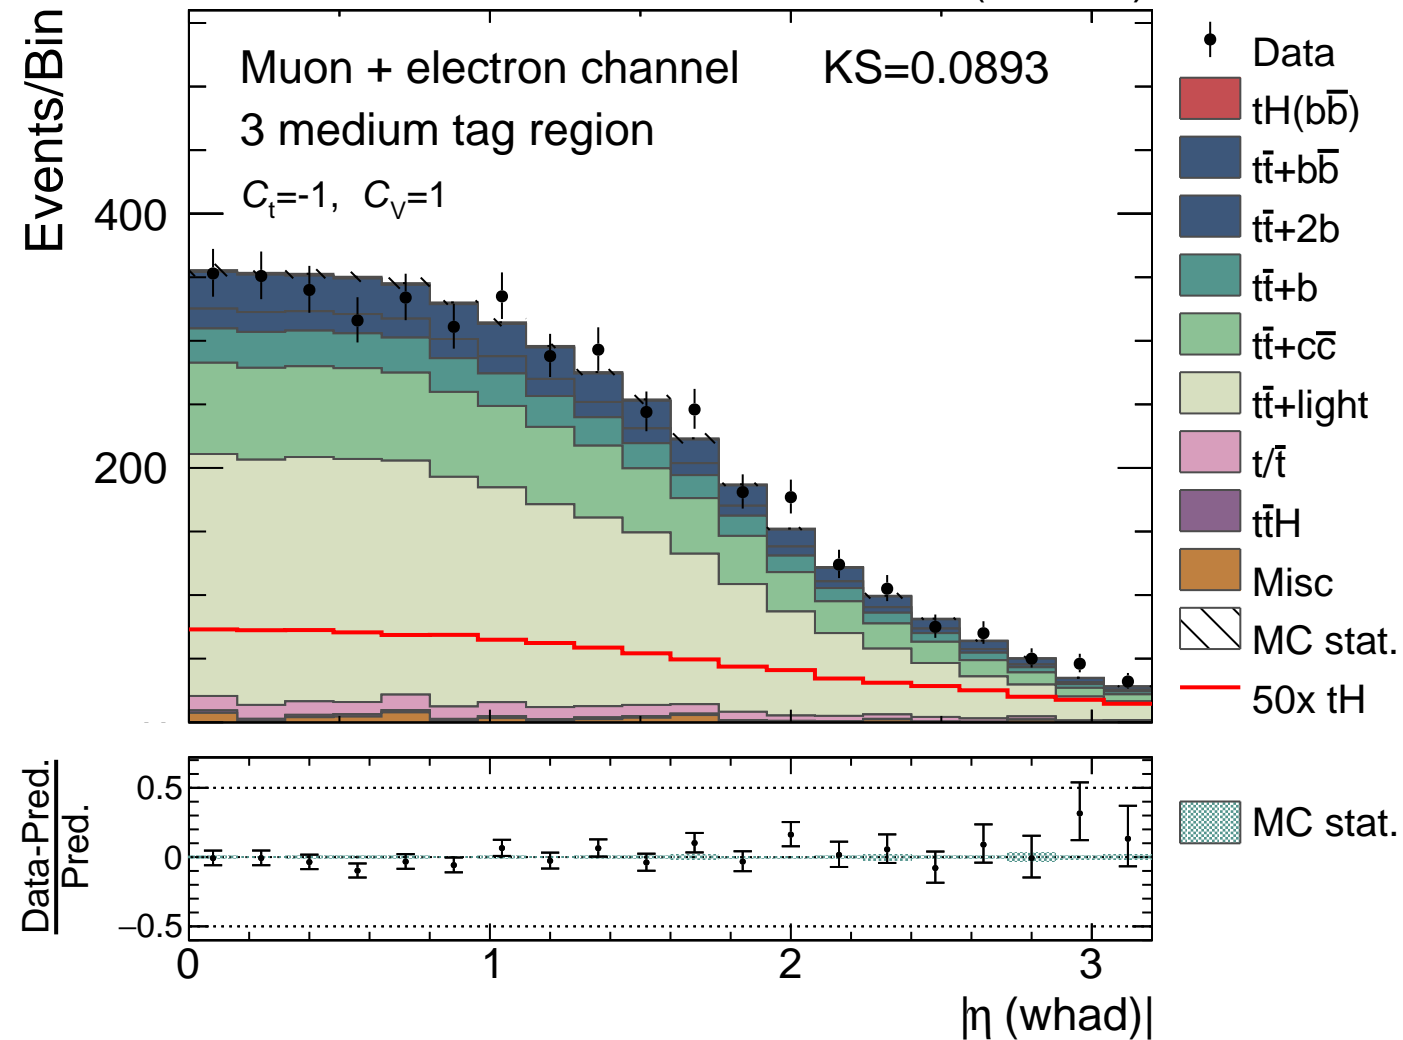 Events/Bin
Muon + electron channel KS=0.0893
3 medium tag region
C_t=-1, C_V=1
400
200
Data
tH(bb̄)
tt̄+bb̄
tt̄+2b
tt̄+b
tt̄+cc̄
tt̄+light
t/t̄
tt̄H
Misc
MC stat.
50x tH
Data-Pred.
Pred.
0.5
0
−0.5
MC stat.
0 1 2 3
|η (whad)|